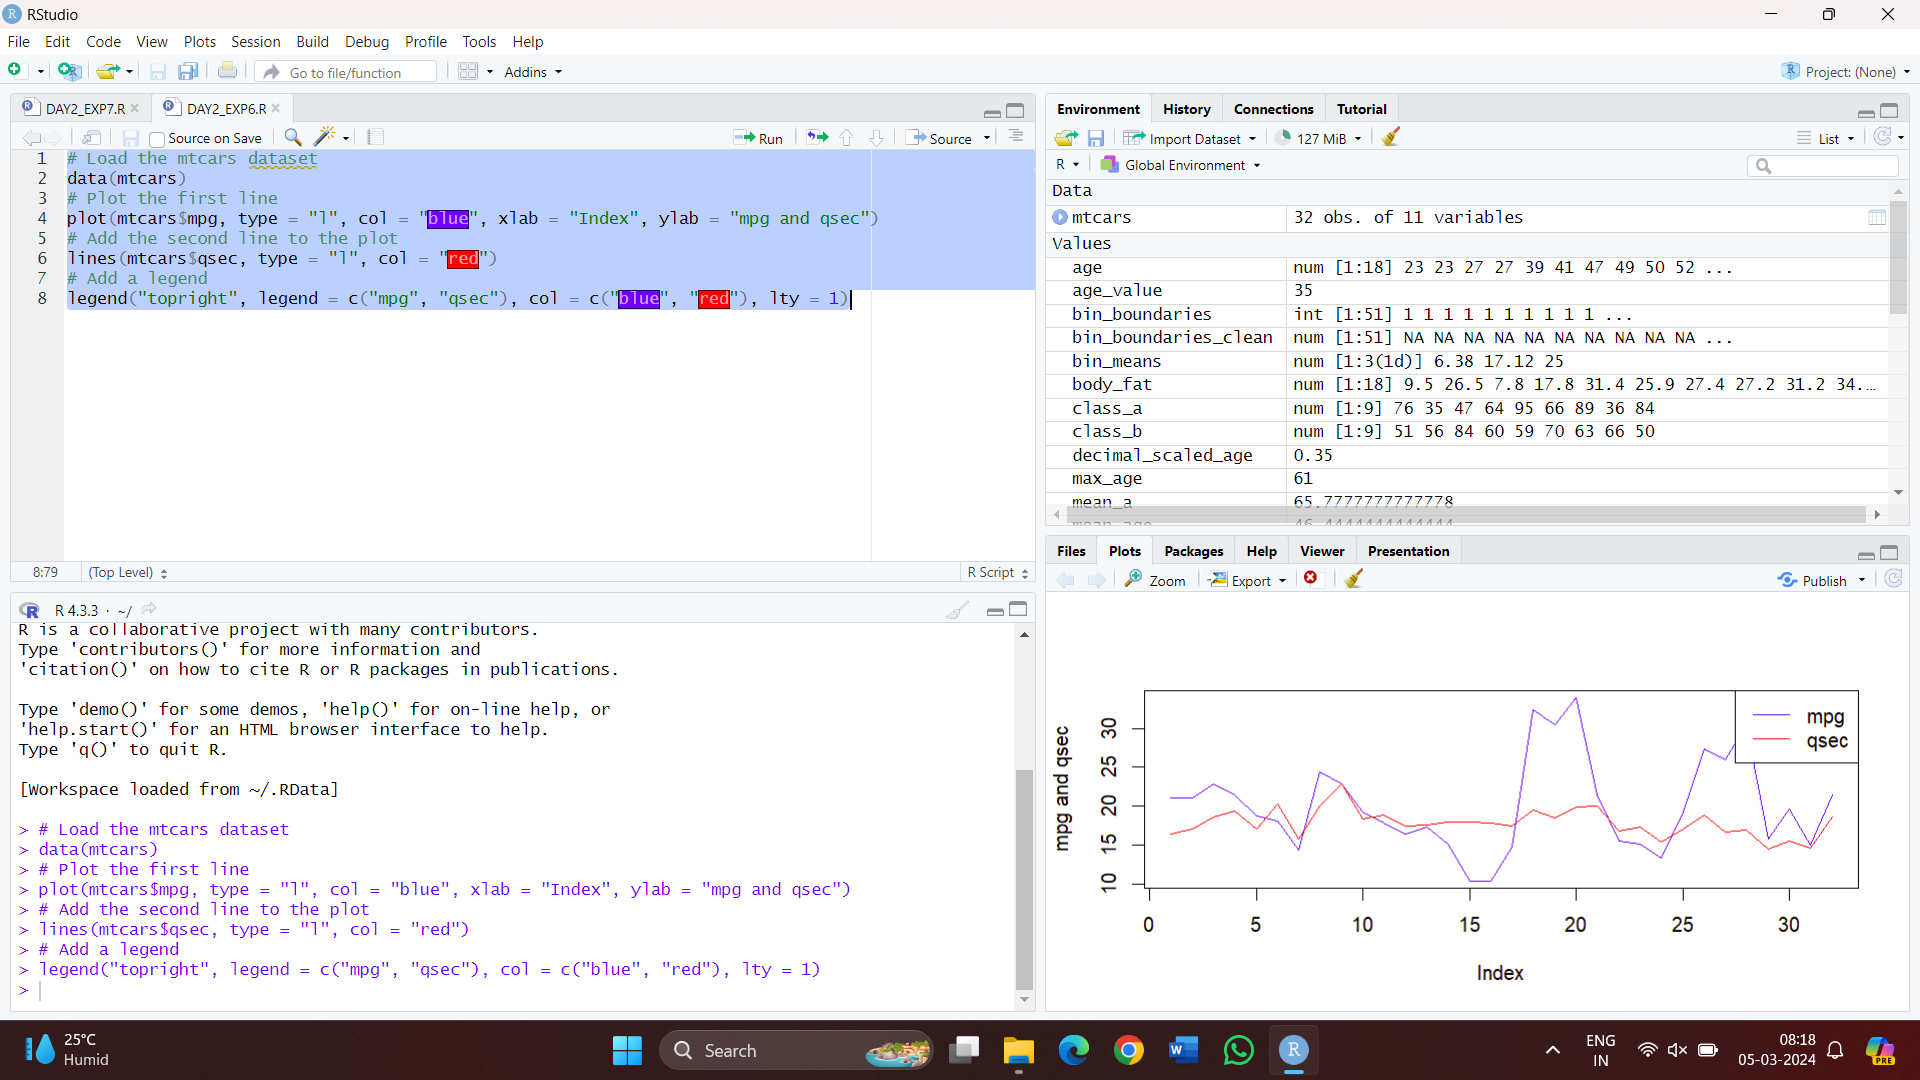 RStudio
File Edit Code View Plots Session Build Debug Profile Tools Help
Go to file/function Addins Project: (None)
DAY2_EXP7.R DAY2_EXP6.R
Source on Save Run Source
1 # Load the mtcars dataset
2 data(mtcars)
3 # Plot the first line
4 plot(mtcars$mpg, type = "l", col = "blue", xlab = "Index", ylab = "mpg and qsec")
5 # Add the second line to the plot
6 lines(mtcars$qsec, type = "l", col = "red")
7 # Add a legend
8 legend("topright", legend = c("mpg", "qsec"), col = c("blue", "red"), lty = 1)
8:79 (Top Level) R Script
R 4.3.3 · ~/
R is a collaborative project with many contributors.
Type 'contributors()' for more information and
'citation()' on how to cite R or R packages in publications.
Type 'demo()' for some demos, 'help()' for on-line help, or
'help.start()' for an HTML browser interface to help.
Type 'q()' to quit R.
[Workspace loaded from ~/.RData]
> # Load the mtcars dataset
> data(mtcars)
> # Plot the first line
> plot(mtcars$mpg, type = "l", col = "blue", xlab = "Index", ylab = "mpg and qsec")
> # Add the second line to the plot
> lines(mtcars$qsec, type = "l", col = "red")
> # Add a legend
> legend("topright", legend = c("mpg", "qsec"), col = c("blue", "red"), lty = 1)
>
Environment History Connections Tutorial
Import Dataset 127 MiB List
R Global Environment
Data
mtcars 32 obs. of 11 variables
Values
age num [1:18] 23 23 27 27 39 41 47 49 50 52 ...
age_value 35
bin_boundaries int [1:51] 1 1 1 1 1 1 1 1 1 1 ...
bin_boundaries_clean num [1:51] NA NA NA NA NA NA NA NA NA NA ...
bin_means num [1:3(1d)] 6.38 17.12 25
body_fat num [1:18] 9.5 26.5 7.8 17.8 31.4 25.9 27.4 27.2 31.2 34.…
class_a num [1:9] 76 35 47 64 95 66 89 36 84
class_b num [1:9] 51 56 84 60 59 70 63 66 50
decimal_scaled_age 0.35
max_age 61
mean_a 65.7777777777778
mean_age 46.4444444444444
Files Plots Packages Help Viewer Presentation
Zoom Export Publish
mpg and qsec
30
25
20
15
10
mpg
qsec
0 5 10 15 20 25 30
Index
25°C
Humid
Search
PRE
ENG
IN
08:18
05-03-2024